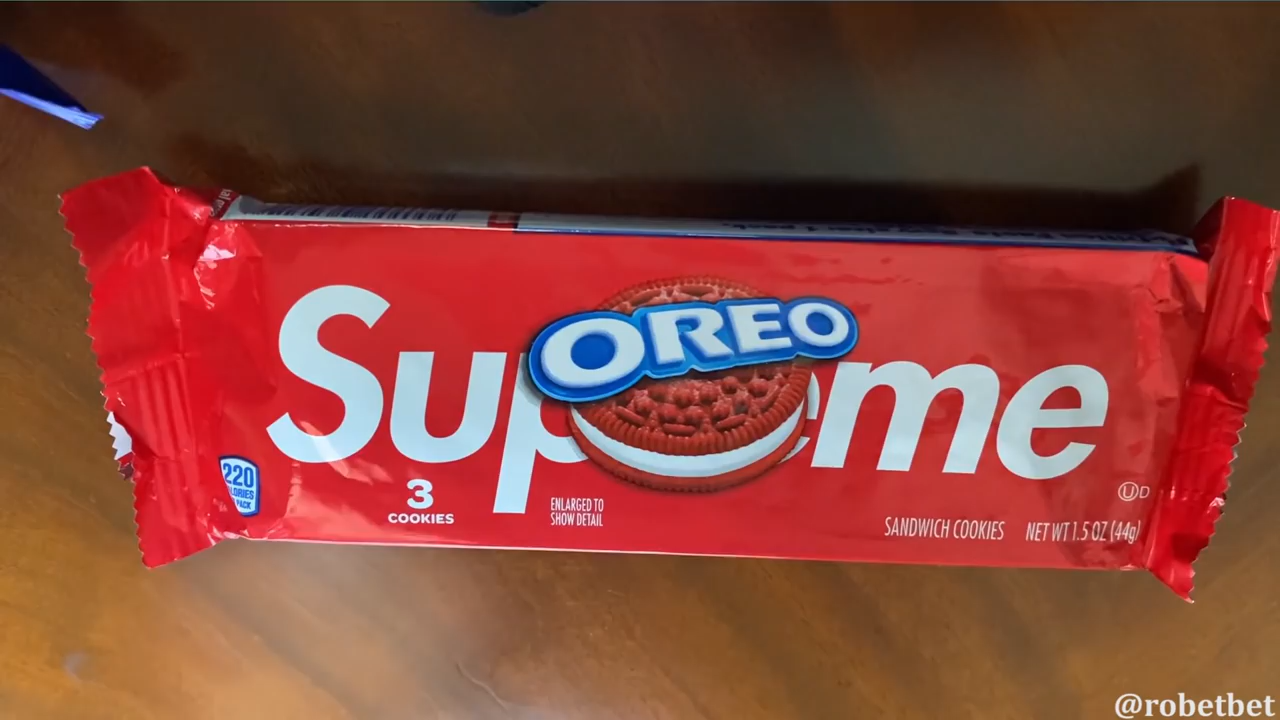 Sup eme
OREO
220
CALORIES
PACK
3
COOKIES
ENLARGED TO
SHOW DETAIL
SANDWICH COOKIES NET WT 1.5 OZ (44g)
U D
@robetbet